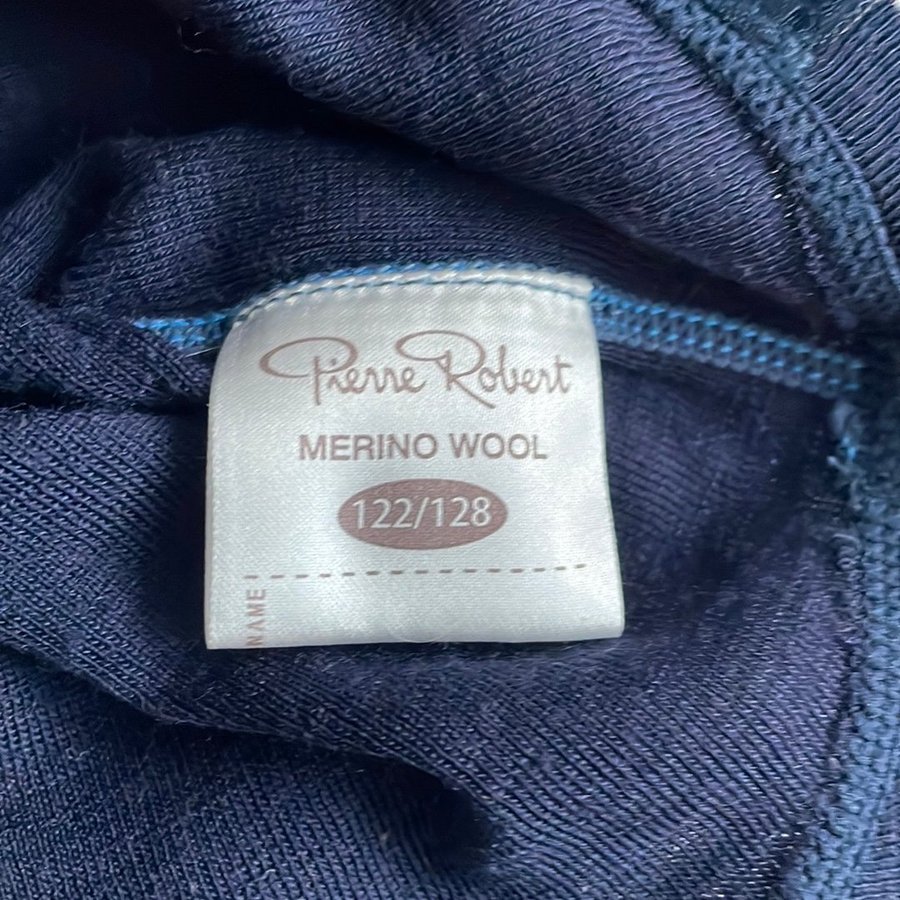 Pierre Robert
MERINO WOOL
122/128
NAME